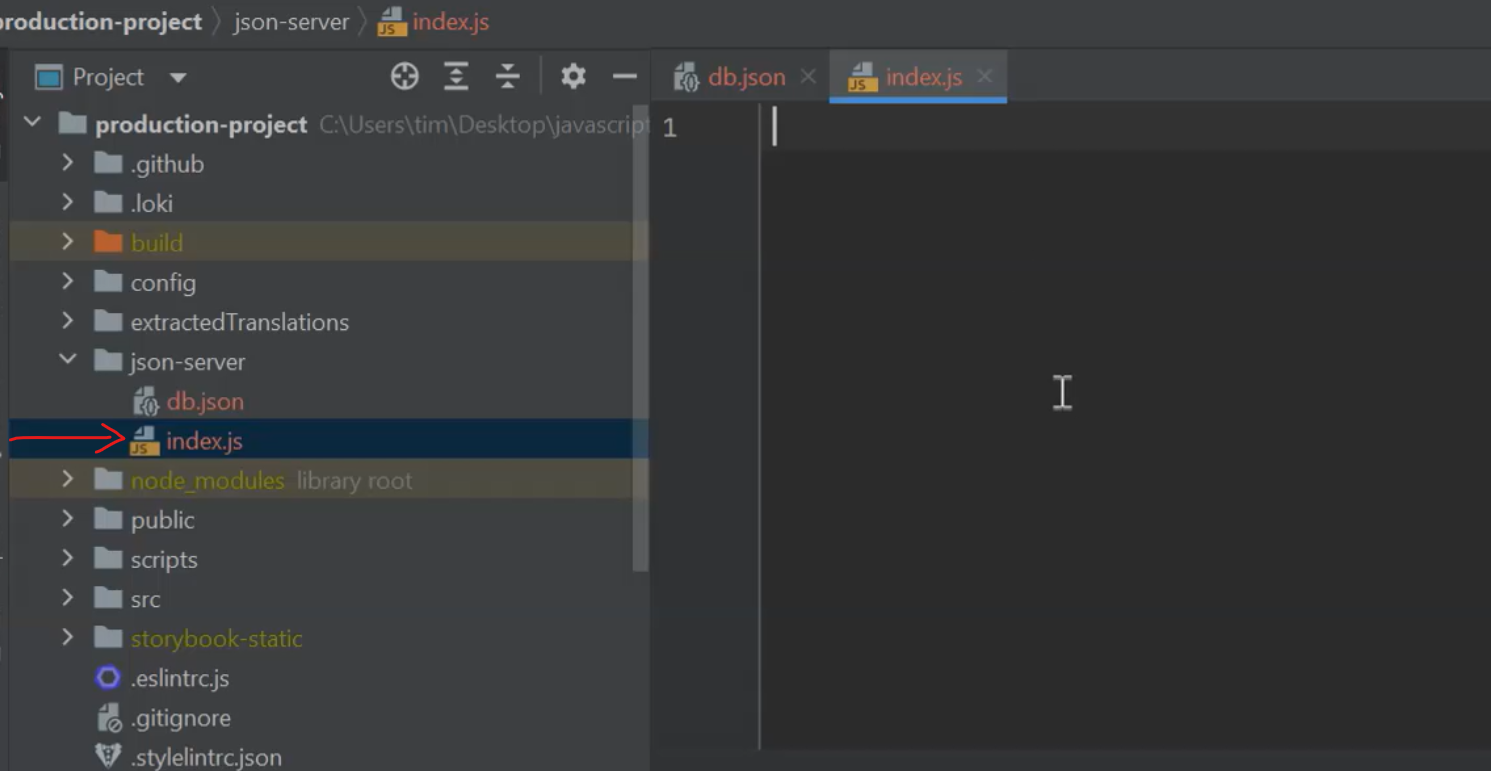 production-project json-server index.js
Project
db.json index.js
production-project C:\Users\tim\Desktop\javascript
1
.github
.loki
build
config
extractedTranslations
json-server
db.json
index.js
node_modules library root
public
scripts
src
storybook-static
.eslintrc.js
.gitignore
.stylelintrc.json